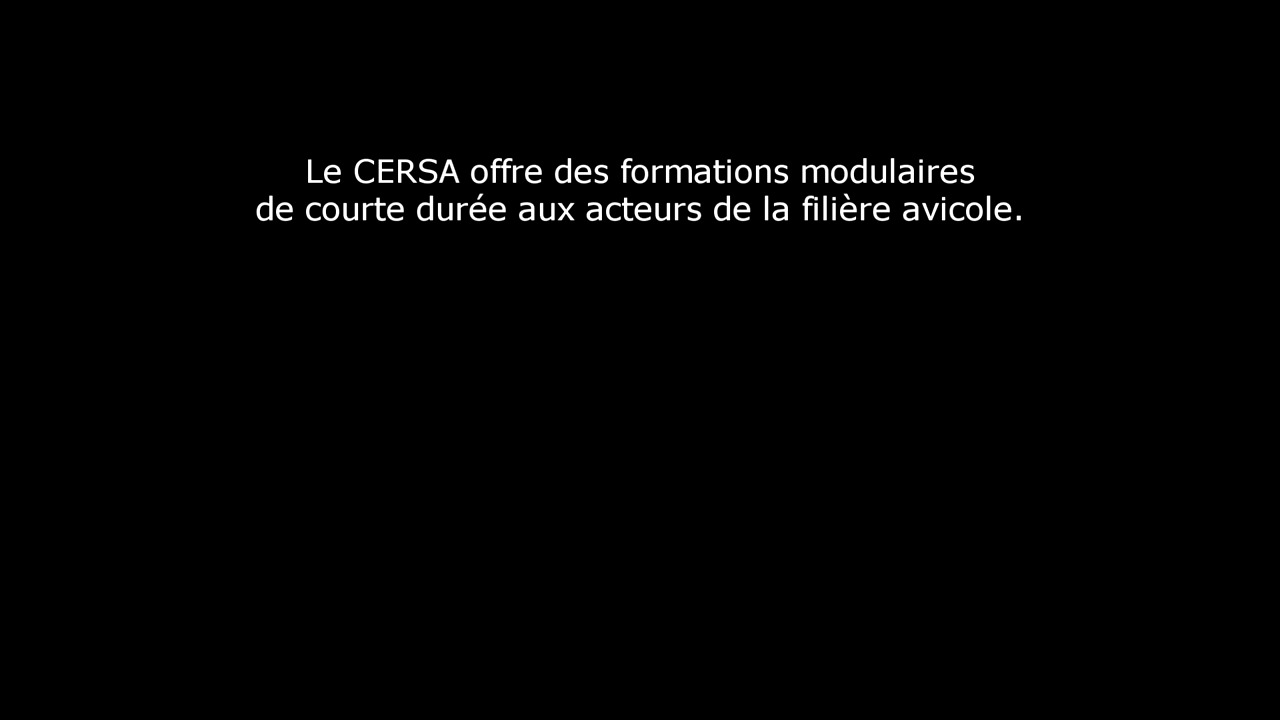 Le CERSA offre des formations modulaires
de courte durée aux acteurs de la filière avicole.